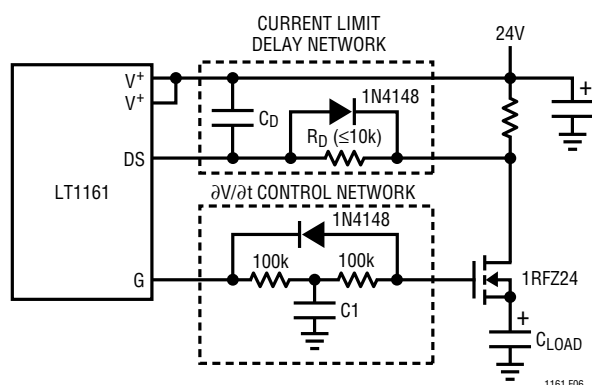 CURRENT LIMIT
DELAY NETWORK
24V
V+
V+
1N4148
+
CD
RD (≤10k)
DS
LT1161
∂V/∂t CONTROL NETWORK
1N4148
100k
100k
G
1RFZ24
C1
+
CLOAD
1161 F06